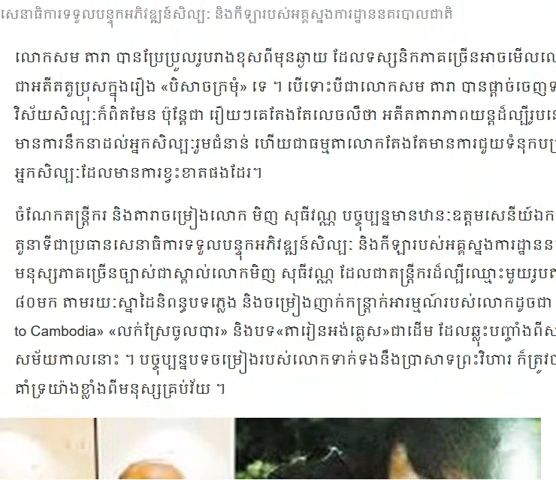 សេនាធិការទទួលបន្ទុកអភិវឌ្ឍន៍សិល្បៈ និងកីឡារបស់អគ្គស្នងការដ្ឋាននគរបាលជាតិ
លោកសម តារា បានប្រែប្រួលរូបរាងខុសពីមុនឆ្ងាយ ដែលទស្សនិកភាគច្រើនអាចមើលលេ
ជាអតីតតួប្រុសក្នុងរឿង «បិសាចក្រមុំ» ទេ ។ បើទោះបីជាលោកសម តារា បានផ្តាច់ចេញទ
វិស័យសិល្បៈក៏ពិតមែន ប៉ុន្តែជា រឿយៗគេតែងតែលេចលឺថា អតីតតារាភាពយន្តដ៏ល្បីរូបនេ
មានការនឹកនាដល់អ្នកសិល្បៈរួមជំនាន់ ហើយជាធម្មតាលោកតែងតែមានការជួយទំនុកបម្រ
អ្នកសិល្បៈដែលមានការខ្វះខាតផងដែរ។
ចំណែកតន្ត្រីករ និងតារាចម្រៀងលោក មិញ សុធីវណ្ណ បច្ចុប្បន្នមានឋានៈឧត្តមសេនីយ៍ឯក
តួនាទីជាប្រធានសេនាធិការទទួលបន្ទុកអភិវឌ្ឍន៍សិល្បៈ និងកីឡារបស់អគ្គស្នងការដ្ឋានន
មនុស្សភាគច្រើនច្បាស់ជាស្គាល់លោកមិញ សុធីវណ្ណ ដែលជាតន្ត្រីករដ៏ល្បីឈ្មោះមួយរូបត
៨០មក តាមរយៈស្នាដៃនិពន្ធបទភ្លេង និងចម្រៀងញាក់កន្ត្រាក់អារម្មណ៍របស់លោកដូចជា
to Cambodia» «លក់ស្រែចូលបារ» និងបទ«តារៀនអង់គ្លេស»ជាដើម ដែលឆ្លុះបញ្ចាំងពីស
សម័យកាលនោះ ។ បច្ចុប្បន្នបទចម្រៀងរបស់លោកទាក់ទងនឹងប្រាសាទព្រះវិហារ ក៏ត្រូវប
គាំទ្រយ៉ាងខ្លាំងពីមនុស្សគ្រប់វ័យ ។